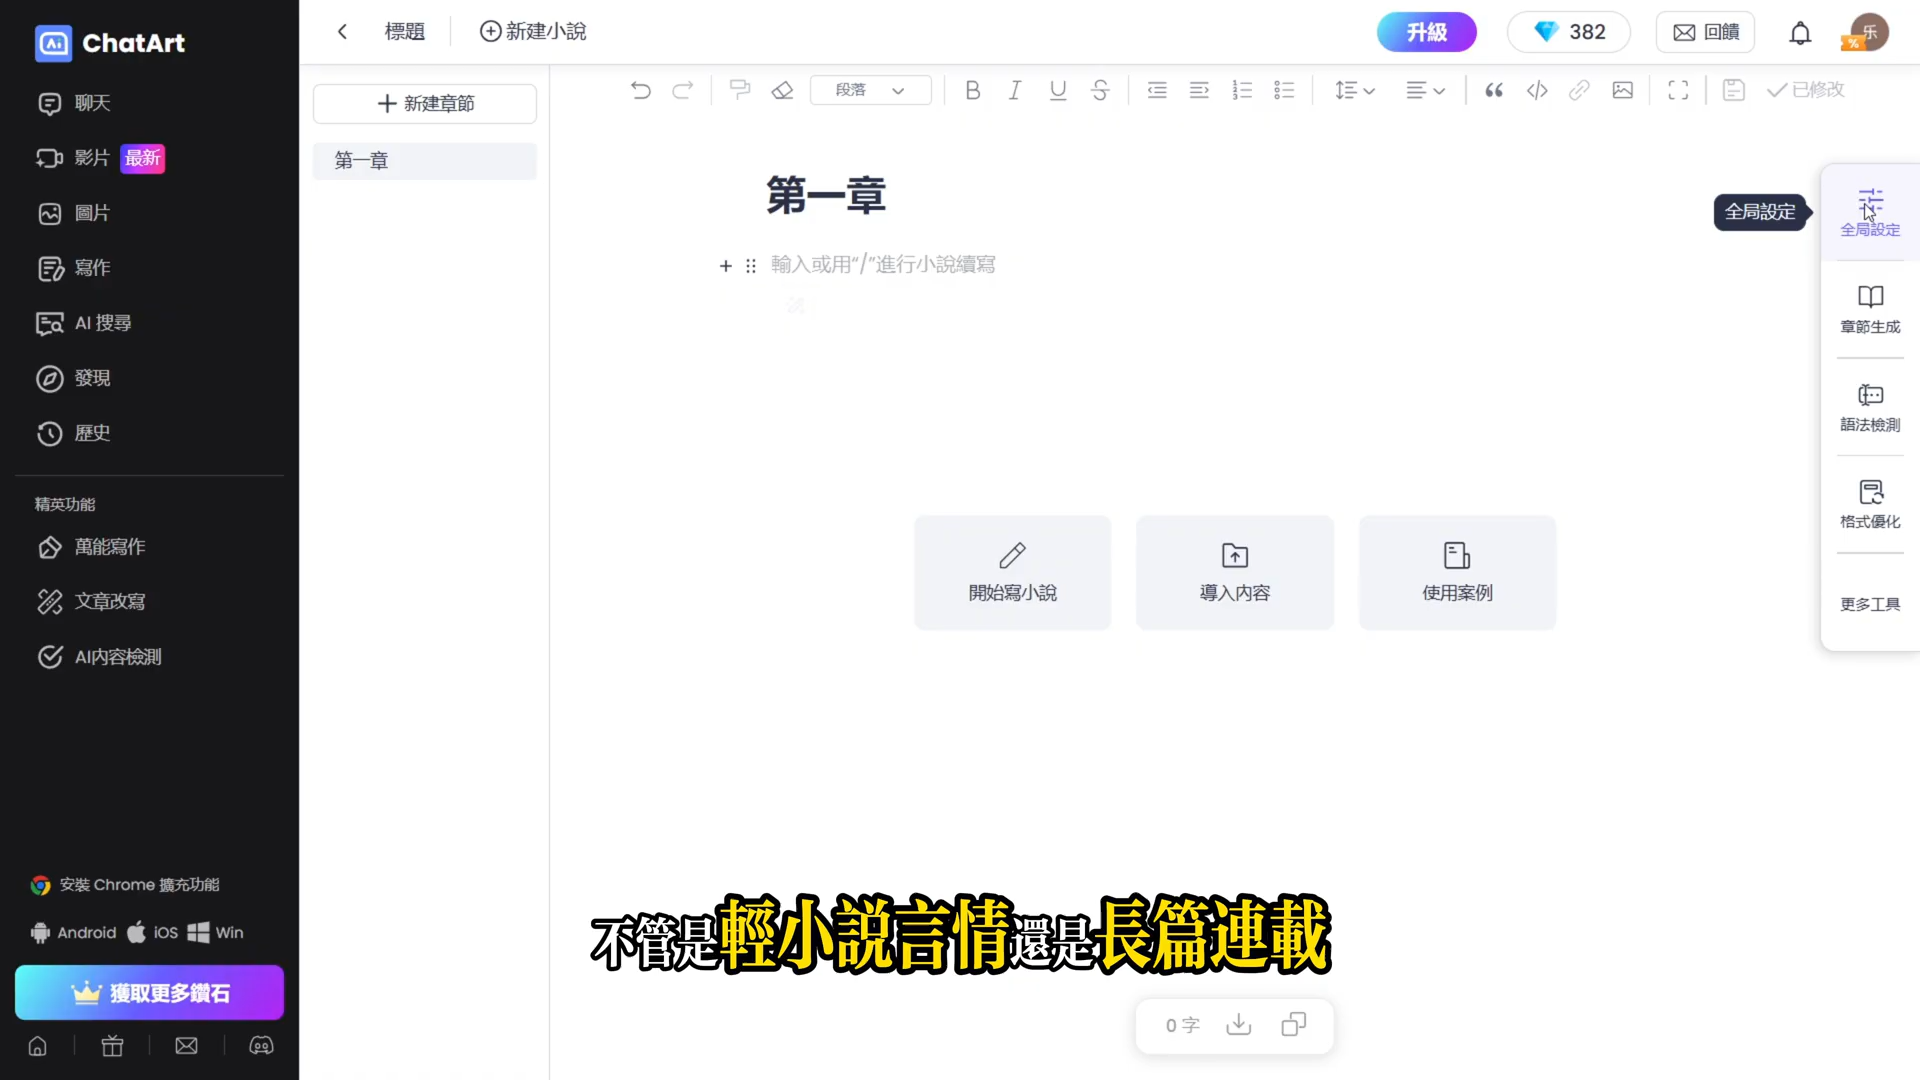 ChatArt
聊天
影片 最新
圖片
寫作
AI 搜尋
發現
歷史
精英功能
萬能寫作
文章改寫
AI內容檢測
安裝 Chrome 擴充功能
Android iOS Win
獲取更多鑽石
標題
新建小說
升級
382
回饋
乐
%
新建章節
第一章
段落
已修改
第一章
輸入或用“/”進行小說續寫
開始寫小說
導入內容
使用案例
全局設定
全局設定
章節生成
語法檢測
格式優化
更多工具
不管是輕小說言情還是長篇連載
0 字